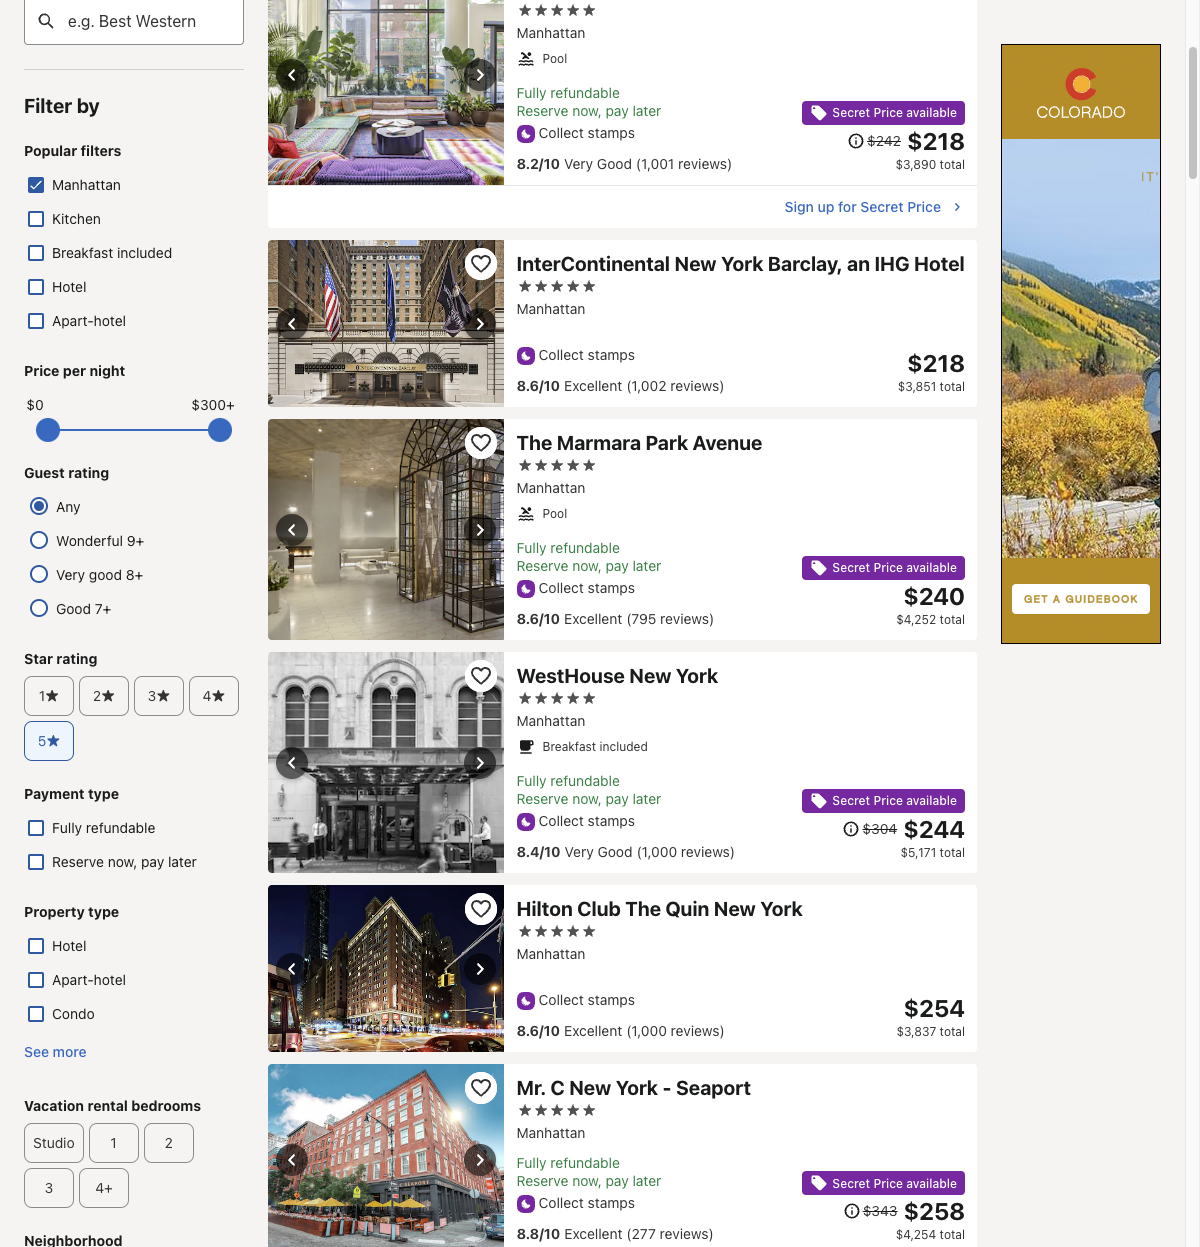 e.g. Best Western
Filter by
Popular filters
Manhattan
Kitchen
Breakfast included
Hotel
Apart-hotel
Price per night
$0
$300+
Guest rating
Any
Wonderful 9+
Very good 8+
Good 7+
Star rating
1★
2★
3★
4★
5★
Payment type
Fully refundable
Reserve now, pay later
Property type
Hotel
Apart-hotel
Condo
See more
Vacation rental bedrooms
Studio
1
2
3
4+
Neighborhood
Manhattan
Pool
Fully refundable
Reserve now, pay later
Collect stamps
8.2/10 Very Good (1,001 reviews)
Secret Price available
$242 $218
$3,890 total
Sign up for Secret Price
InterContinental New York Barclay, an IHG Hotel
Manhattan
Collect stamps
8.6/10 Excellent (1,002 reviews)
$218
$3,851 total
INTERCONTINENTAL BARCLAY
The Marmara Park Avenue
Manhattan
Pool
Fully refundable
Reserve now, pay later
Collect stamps
8.6/10 Excellent (795 reviews)
Secret Price available
$240
$4,252 total
WestHouse New York
Manhattan
Breakfast included
Fully refundable
Reserve now, pay later
Collect stamps
8.4/10 Very Good (1,000 reviews)
Secret Price available
$304 $244
$5,171 total
Hilton Club The Quin New York
Manhattan
Collect stamps
8.6/10 Excellent (1,000 reviews)
$254
$3,837 total
Mr. C New York - Seaport
Manhattan
Fully refundable
Reserve now, pay later
Collect stamps
8.8/10 Excellent (277 reviews)
Secret Price available
$343 $258
$4,254 total
COLORADO
IT'
GET A GUIDEBOOK